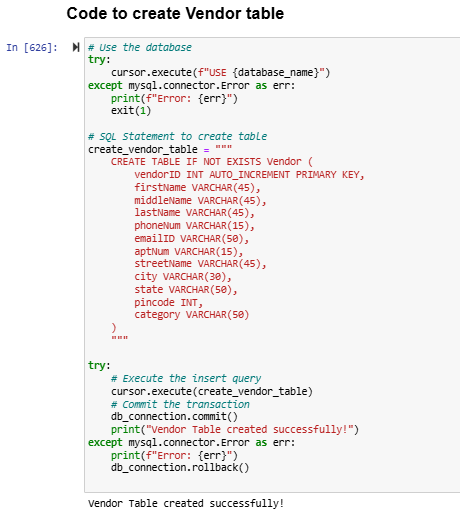 Code to create Vendor table
In [626]:
# Use the database
try:
    cursor.execute(f"USE {database_name}")
except mysql.connector.Error as err:
    print(f"Error: {err}")
    exit(1)
# SQL Statement to create table
create_vendor_table = """
    CREATE TABLE IF NOT EXISTS Vendor (
        vendorID INT AUTO_INCREMENT PRIMARY KEY,
        firstName VARCHAR(45),
        middleName VARCHAR(45),
        lastName VARCHAR(45),
        phoneNum VARCHAR(15),
        emailID VARCHAR(50),
        aptNum VARCHAR(15),
        streetName VARCHAR(45),
        city VARCHAR(30),
        state VARCHAR(50),
        pincode INT,
        category VARCHAR(50)
    )
    """
try:
    # Execute the insert query
    cursor.execute(create_vendor_table)
    # Commit the transaction
    db_connection.commit()
    print("Vendor Table created successfully!")
except mysql.connector.Error as err:
    print(f"Error: {err}")
    db_connection.rollback()
Vendor Table created successfully!